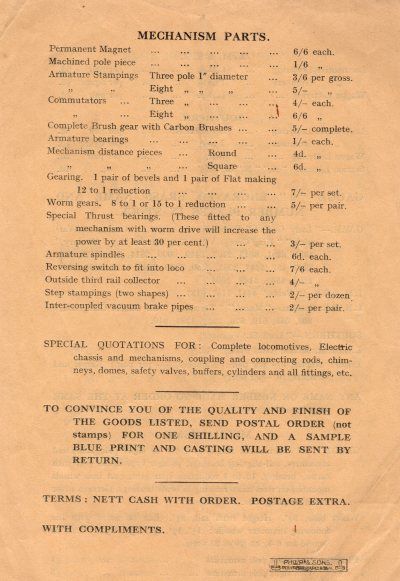 MECHANISM PARTS.
Permanent Magnet ... ... ... ... ... 6/6 each.
Machined pole piece ... ... ... ... ... 1/6 „
Armature Stampings Three pole 1″ diameter ... 3/6 per gross.
„ „ Eight „ „ „ ... 5/– „
Commutators ... Three „ ... ... ... 4/– each.
„ Eight „ ... ... ... 6/6 „
Complete Brush gear with Carbon Brushes ... ... 5/– complete.
Armature bearings ... ... ... ... ... 1/– each.
Mechanism distance pieces ... Round ... ... 4d. „
„ „ „ ... Square ... ... 6d. „
Gearing. 1 pair of bevels and 1 pair of Flat making
12 to 1 reduction ... ... ... ... 7/– per set.
Worm gears. 8 to 1 or 15 to 1 reduction ... ... 5/– per pair.
Special Thrust bearings. (These fitted to any
mechanism with worm drive will increase the
power by at least 30 per cent.) ... ... 3/– per set.
Armature spindles ... ... ... ... ... 6d. each.
Reversing switch to fit into loco ... ... ... 7/6 each.
Outside third rail collector ... ... ... ... 4/– „
Step stampings (two shapes) ... ... ... ... 2/– per dozen
Inter-coupled vacuum brake pipes ... ... ... 2/– per pair.
SPECIAL QUOTATIONS FOR: Complete locomotives, Electric
chassis and mechanisms, coupling and connecting rods, chim-
neys, domes, safety valves, buffers, cylinders and all fittings, etc.
TO CONVINCE YOU OF THE QUALITY AND FINISH OF
THE GOODS LISTED, SEND POSTAL ORDER (not
stamps) FOR ONE SHILLING, AND A SAMPLE
BLUE PRINT AND CASTING WILL BE SENT BY
RETURN.
TERMS: NETT CASH WITH ORDER. POSTAGE EXTRA.
WITH COMPLIMENTS.